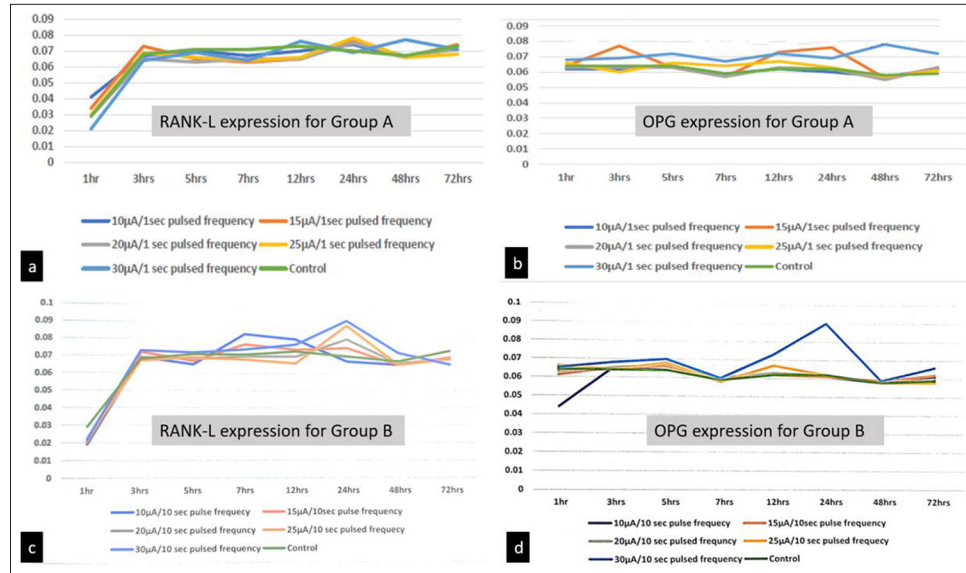 0.09
0.08
0.07
0.06
0.05
0.04
0.03
0.02
0.01
0
RANK-L expression for Group A
1hr 3hrs 5hrs 7hrs 12hrs 24hrs 48hrs 72hrs
10µA/1sec pulsed frequency 15µA/1sec pulsed frequency
20µA/1 sec pulsed frequency 25µA/1 sec pulsed frequency
30µA/1 sec pulsed frequency Control
a
0.09
0.08
0.07
0.06
0.05
0.04
0.03
0.02
0.01
0
OPG expression for Group A
1hr 3hrs 5hrs 7hrs 12hrs 24hrs 48hrs 72hrs
10µA/1sec pulsed frequency 15µA/1sec pulsed frequency
20µA/1 sec pulsed frequency 25µA/1 sec pulsed frequency
30µA/1 sec pulsed frequency Control
b
0.1
0.09
0.08
0.07
0.06
0.05
0.04
0.03
0.02
0.01
0
RANK-L expression for Group B
1hr 3hrs 5hrs 7hrs 12hrs 24hrs 48hrs 72hrs
10µA/10 sec pulse frequecy 15µA/10sec pulse frequecy
20µA/10 sec pulsed frequncy 25µA/10 sec pulsed frequecy
30µA/10 sec pulsed frequency Control
c
0.1
0.09
0.08
0.07
0.06
0.05
0.04
0.03
0.02
0.01
0
OPG expression for Group B
1hr 3hrs 5hrs 7hrs 12hrs 24hrs 48hrs 72hrs
10µA/10 sec pulse frequecy 15µA/10sec pulse frequecy
20µA/10 sec pulsed frequncy 25µA/10 sec pulsed frequecy
30µA/10 sec pulsed frequency Control
d